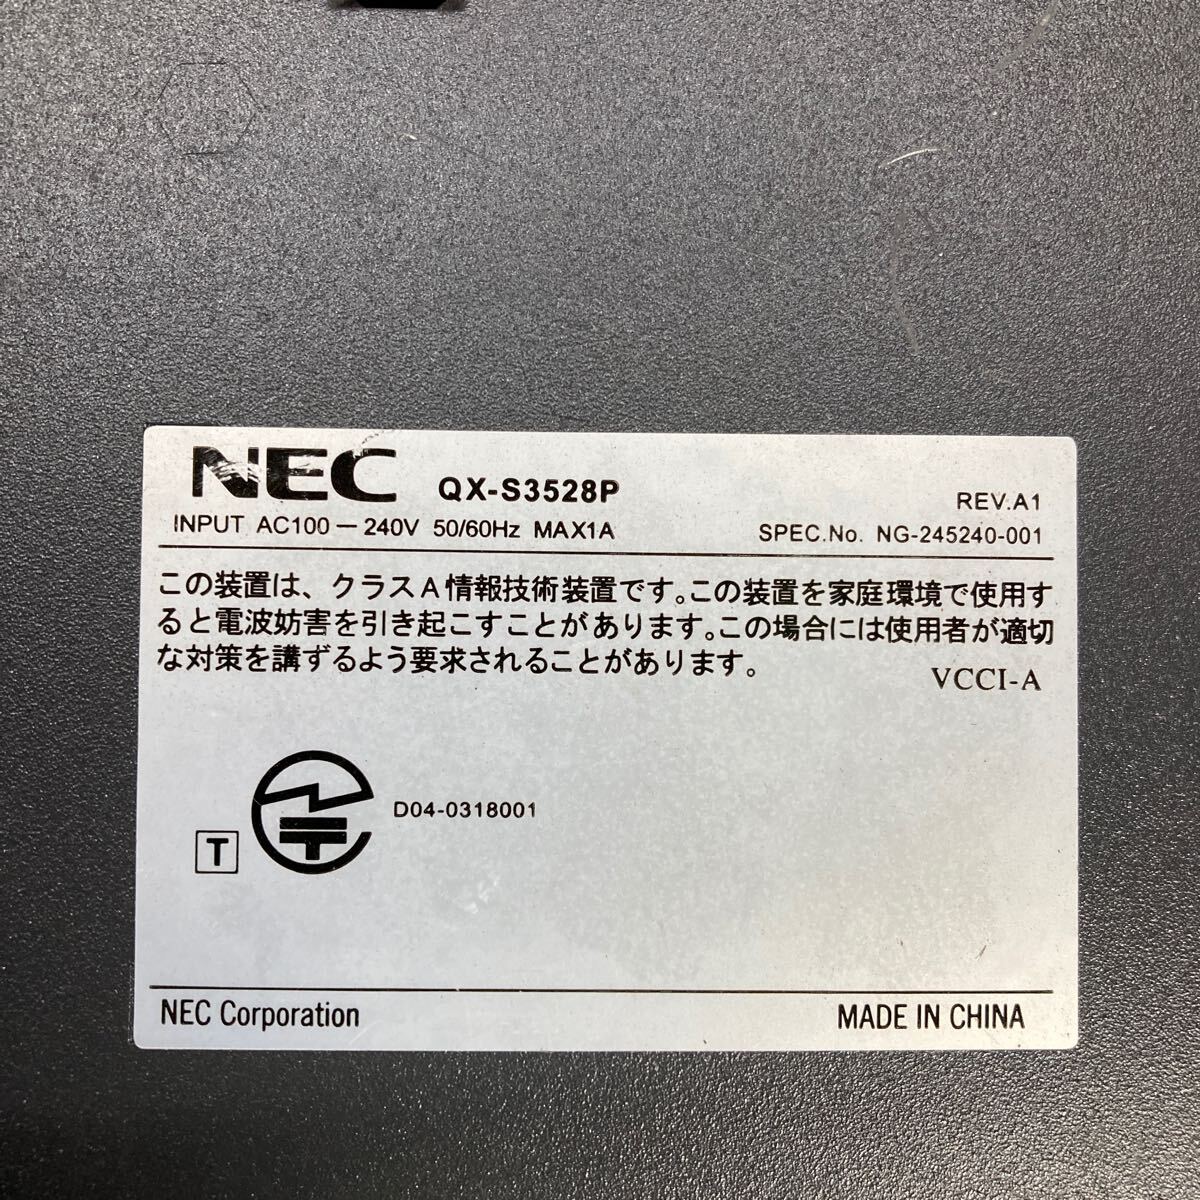 NEC QX-S3528P REV.A1
INPUT AC100－240V 50/60Hz MAX1A SPEC.No. NG-245240-001
この装置は、クラスA情報技術装置です。この装置を家庭環境で使用す
ると電波妨害を引き起こすことがあります。この場合には使用者が適切
な対策を講ずるよう要求されることがあります。
VCCI-A
D04-0318001
T
NEC Corporation MADE IN CHINA